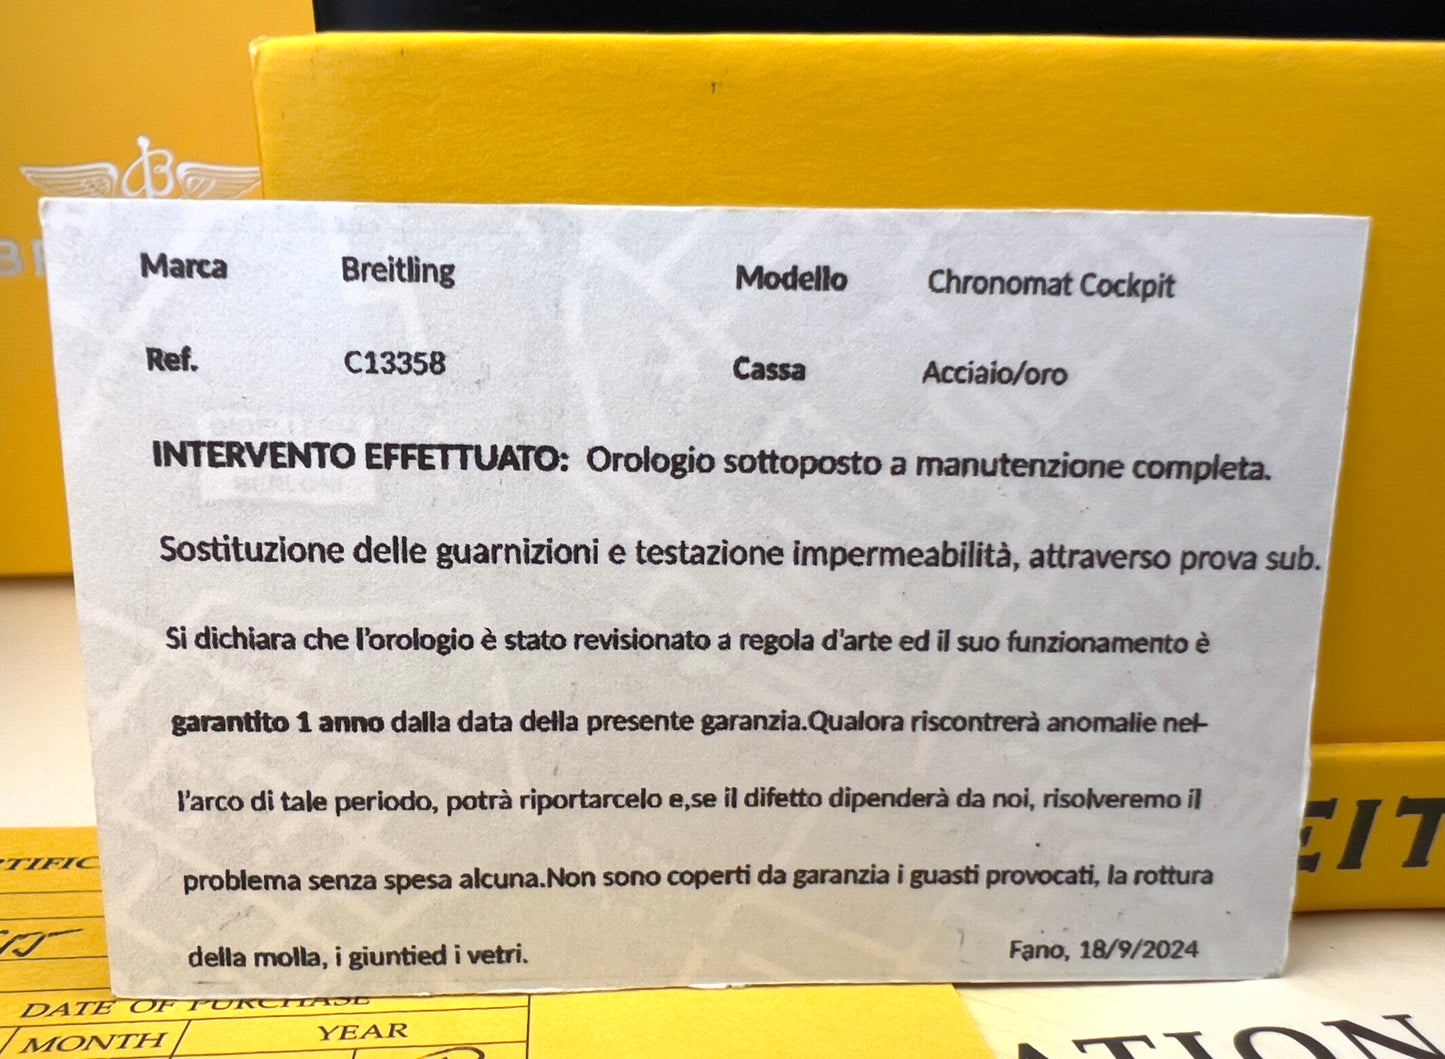 Marca Breitling Modello Chronomat Cockpit
Ref. C13358 Cassa Acciaio/oro
INTERVENTO EFFETTUATO: Orologio sottoposto a manutenzione completa.
Sostituzione delle guarnizioni e testazione impermeabilità, attraverso prova sub.
Si dichiara che l'orologio è stato revisionato a regola d'arte ed il suo funzionamento è
garantito 1 anno dalla data della presente garanzia.Qualora riscontrerà anomalie nel-
l'arco di tale periodo, potrà riportarcelo e,se il difetto dipenderà da noi, risolveremo il
problema senza spesa alcuna.Non sono coperti da garanzia i guasti provocati, la rottura
della molla, i giuntied i vetri. Fano, 18/9/2024
DATE OF PURCHASE
MONTH YEAR